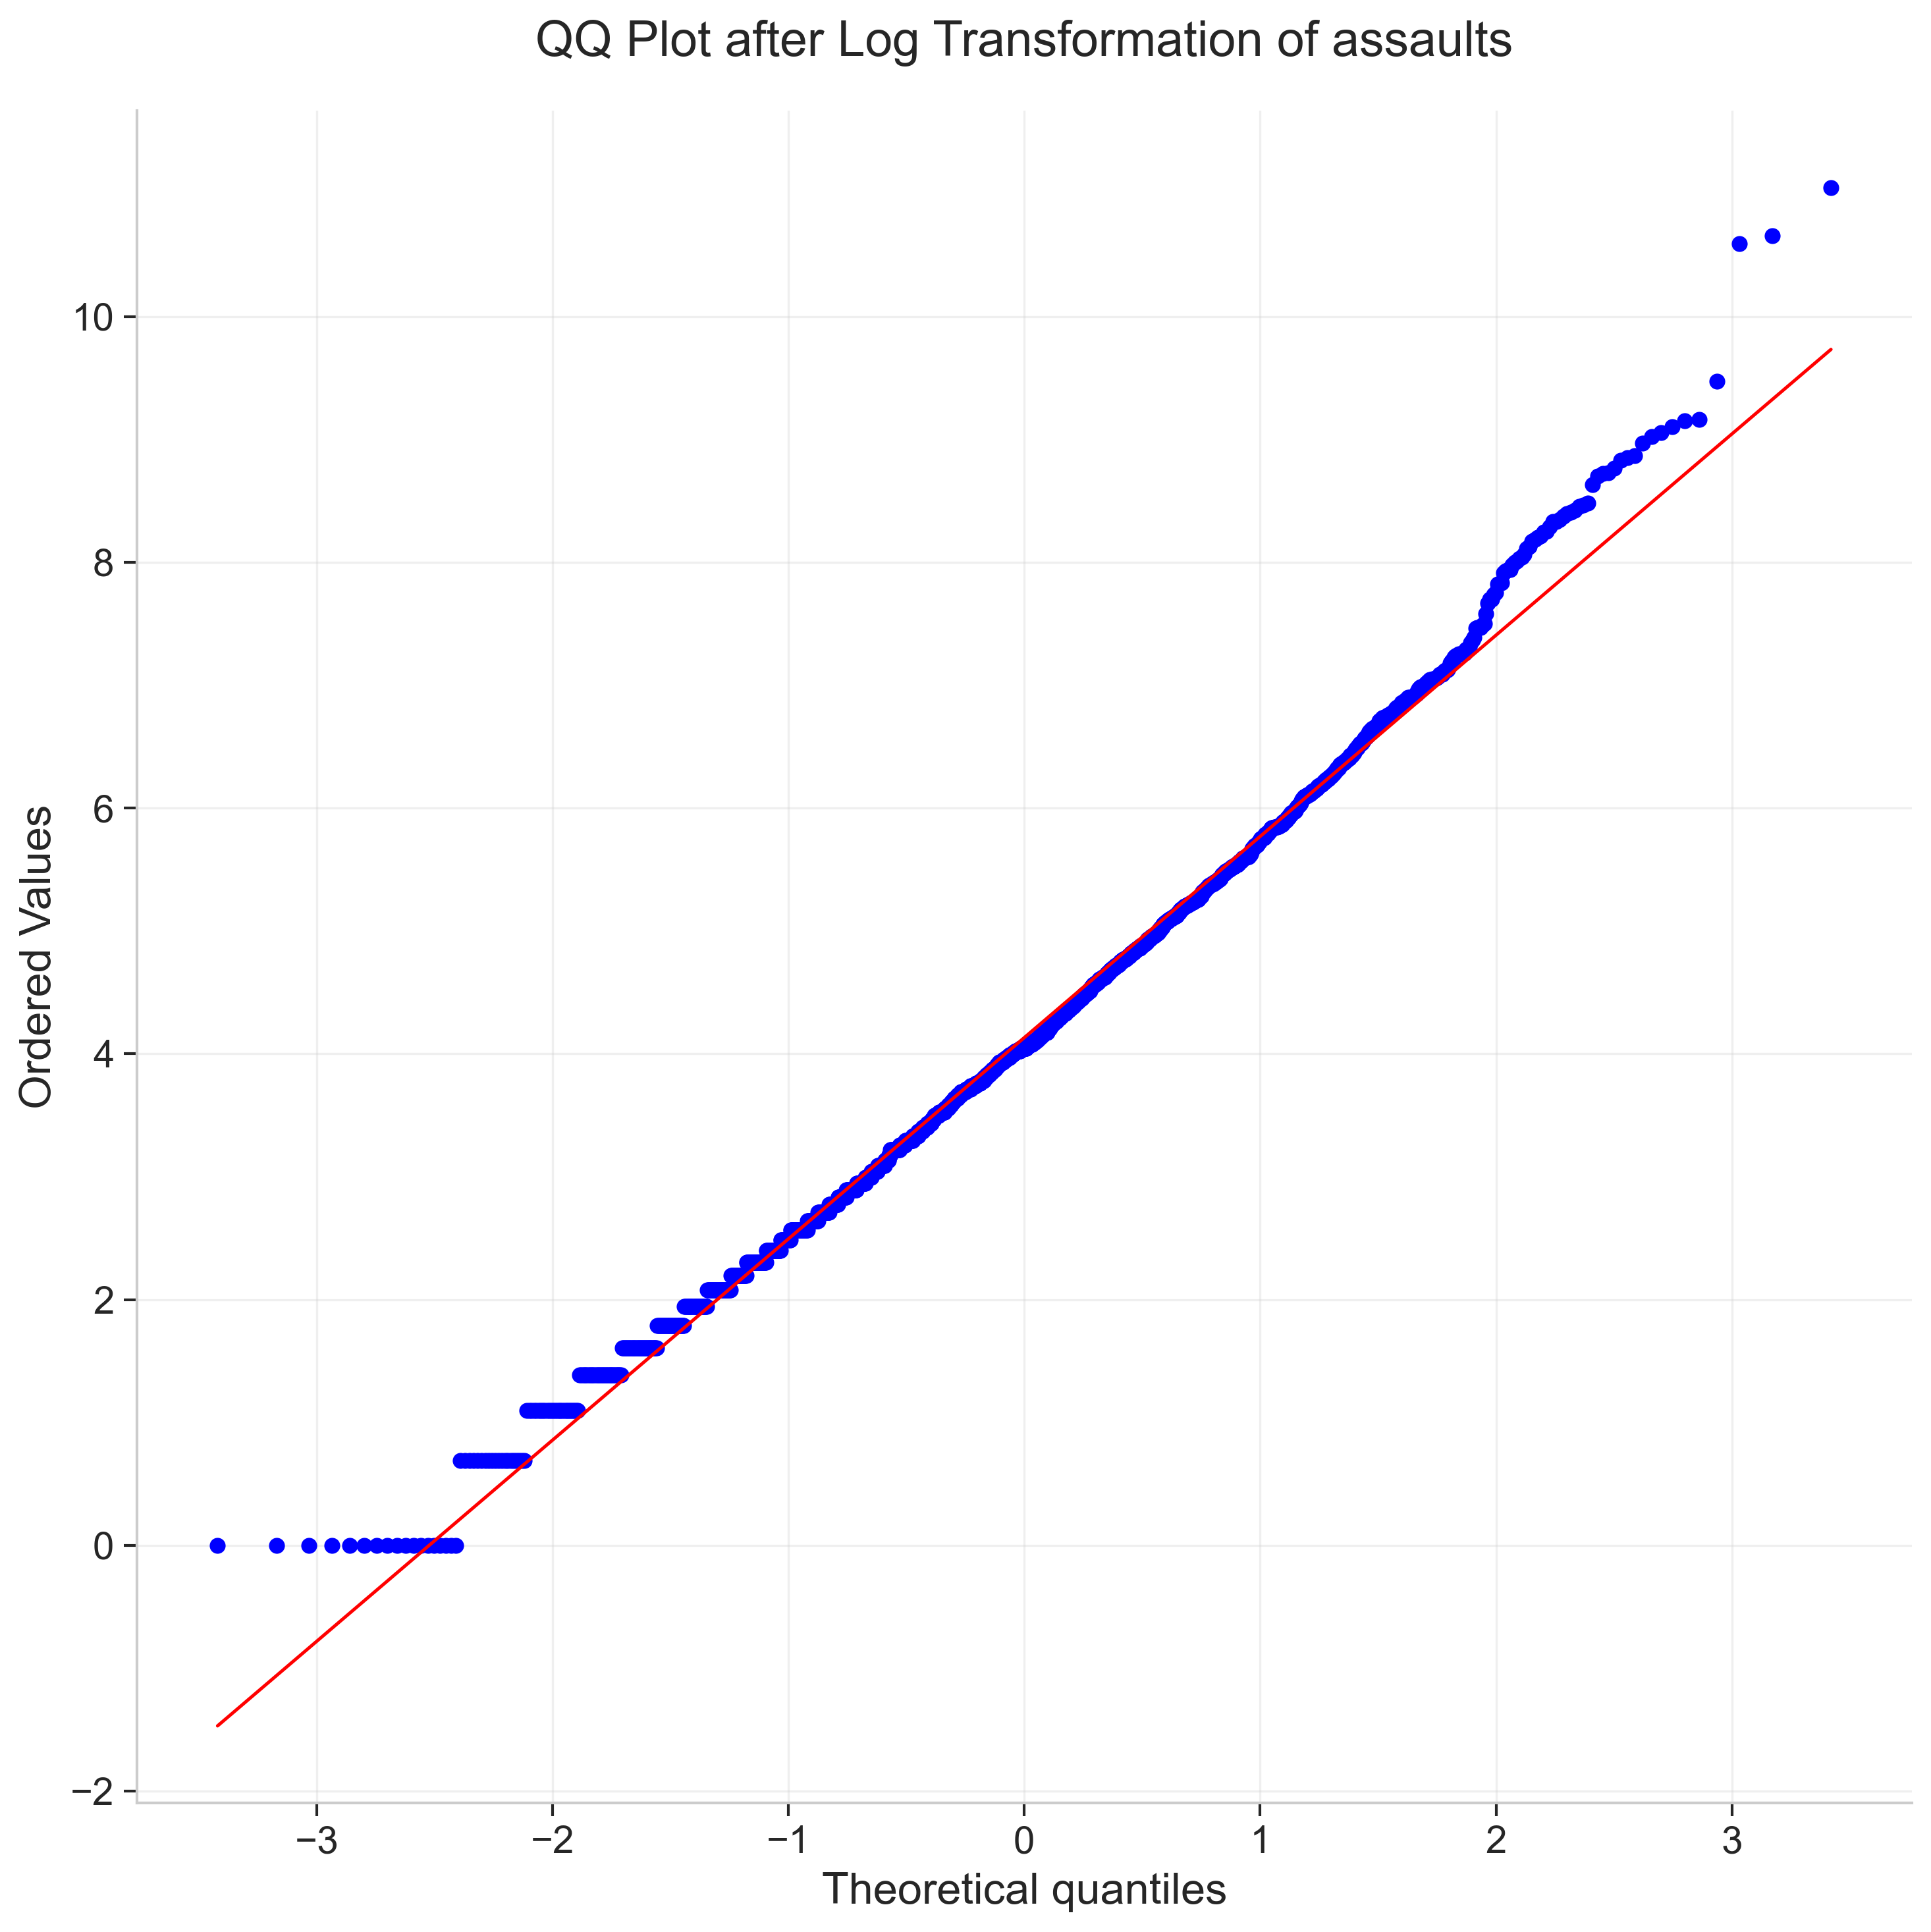 QQ Plot after Log Transformation of assaults
Ordered Values
10
8
6
4
2
0
−2
−3 −2 −1 0 1 2 3
Theoretical quantiles